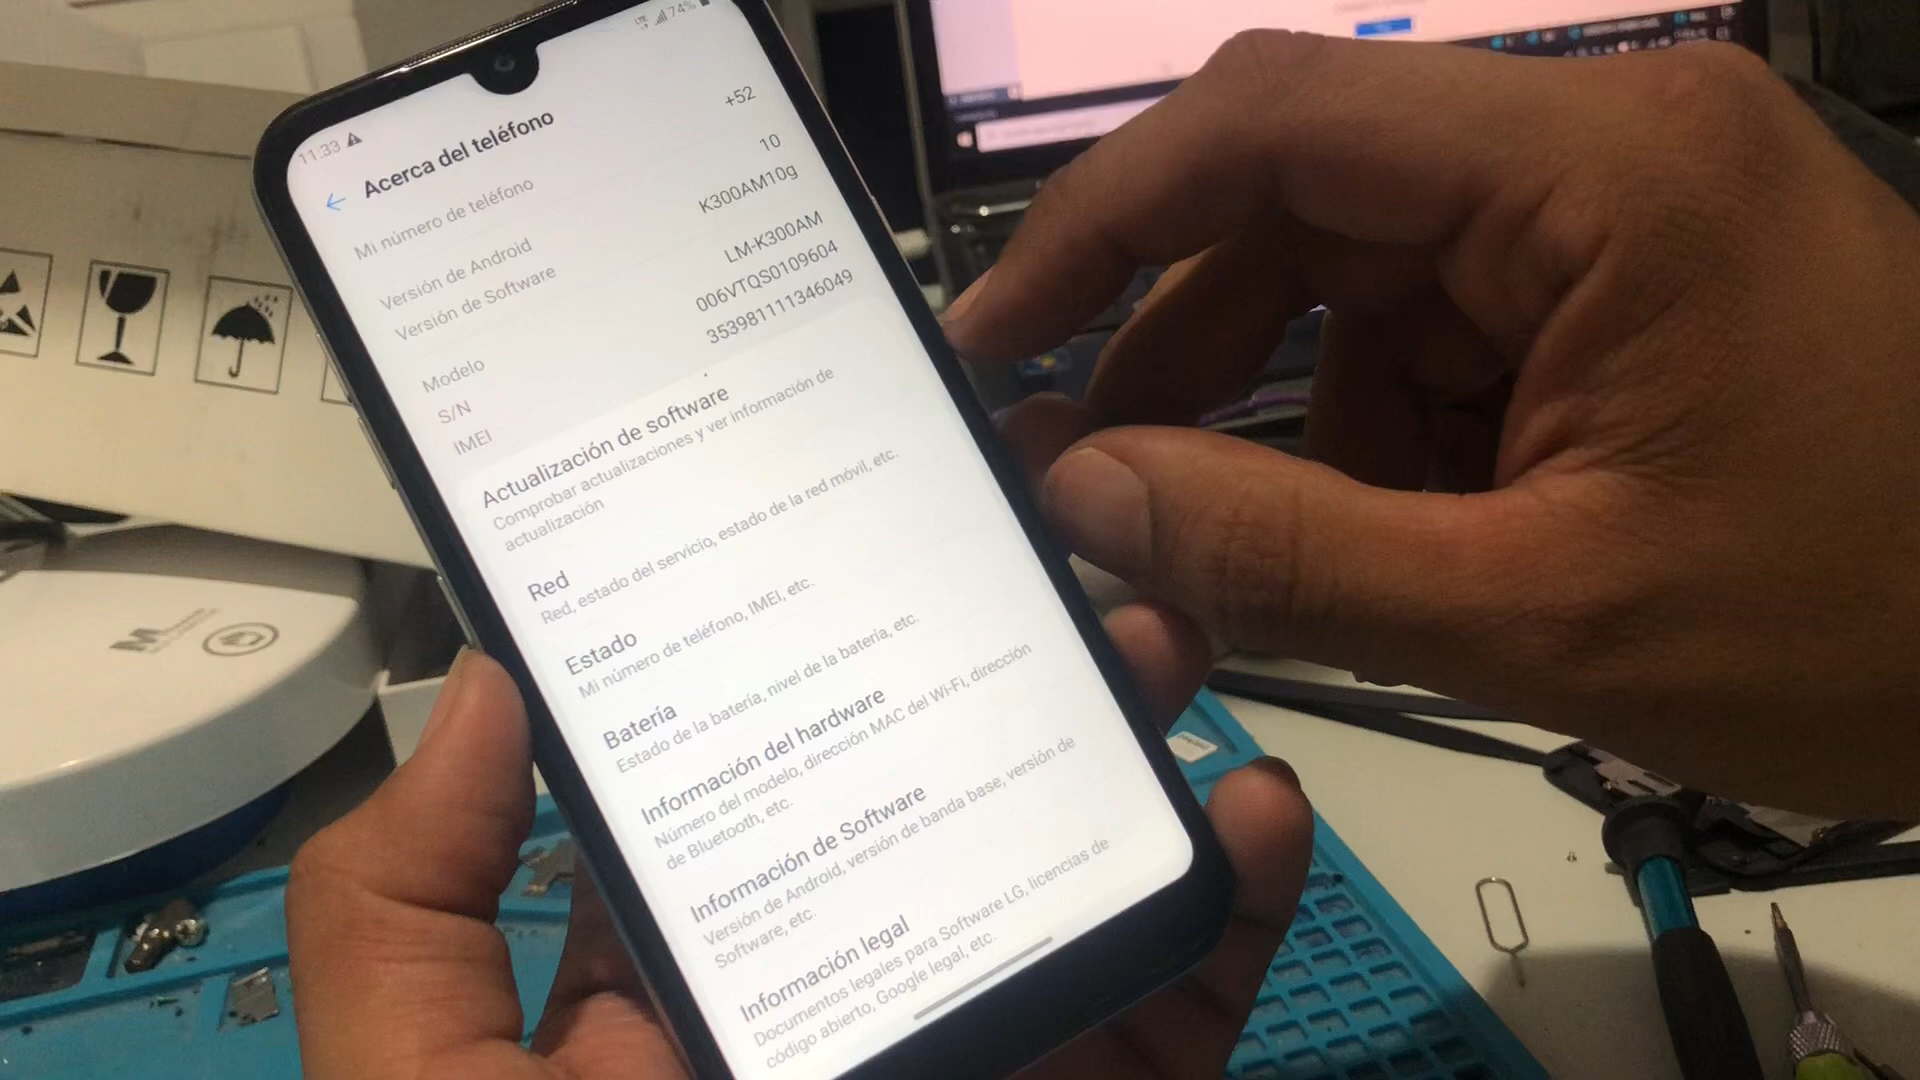 11:33
LTE 74%
Acerca del teléfono
Mi número de teléfono +52
Versión de Android 10
Versión de Software K300AM10g
Modelo LM-K300AM
S/N 006VTQS0109604
IMEI 35398111134​6049
Actualización de software
Comprobar actualizaciones y ver información de
actualización
Red
Red, estado del servicio, estado de la red móvil, etc.
Estado
Mi número de teléfono, IMEI, etc.
Batería
Estado de la batería, nivel de la batería, etc.
Información del hardware
Número del modelo, dirección MAC del Wi-Fi, dirección
de Bluetooth, etc.
Información de Software
Versión de Android, versión de banda base, versión de
Software, etc.
Información legal
Documentos legales para Software LG, licencias de
código abierto, Google legal, etc.